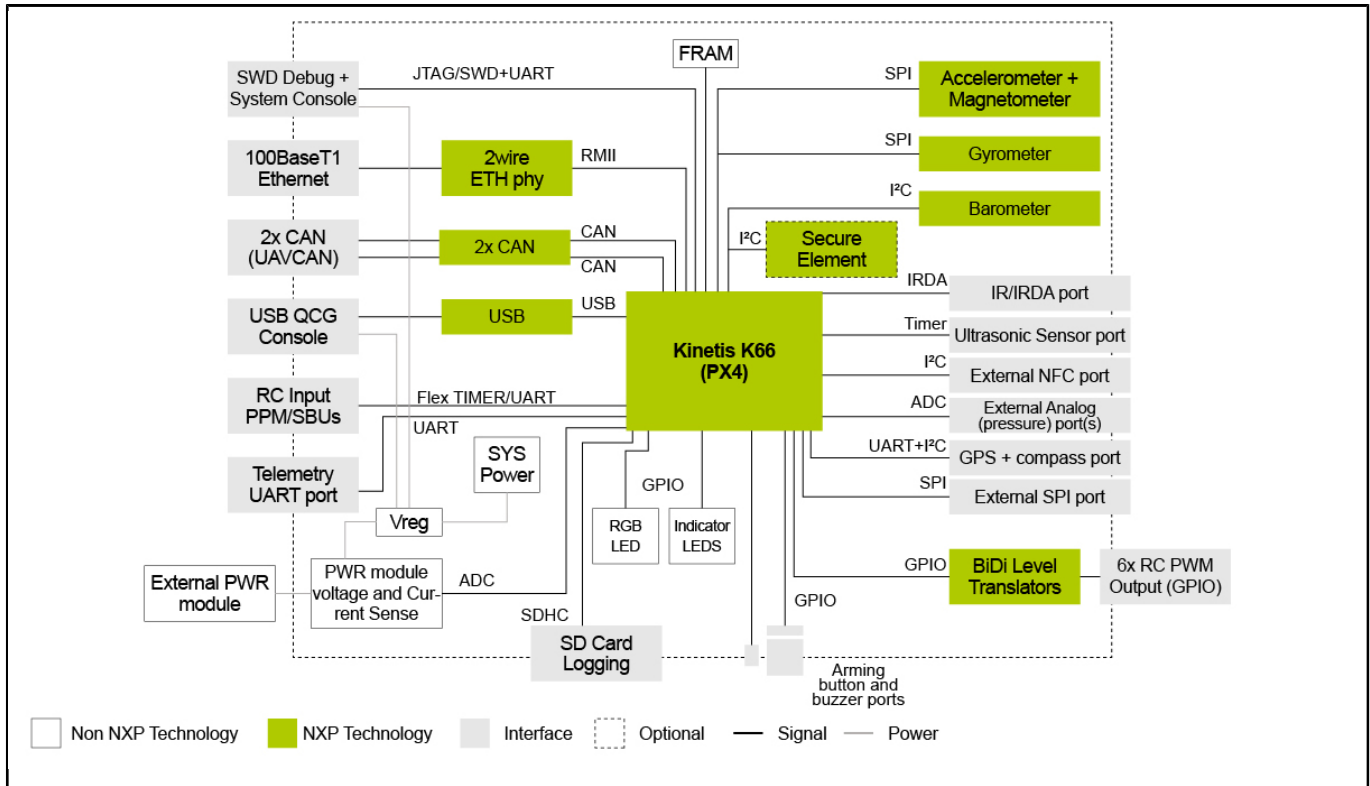 FRAM
SWD Debug +
System Console
JTAG/SWD+UART
SPI
Accelerometer +
Magnetometer
100BaseT1
Ethernet
2wire
ETH phy
RMII
SPI
Gyrometer
I²C
Barometer
2x CAN
(UAVCAN)
2x CAN
CAN
CAN
I²C
Secure
Element
USB QCG
Console
USB
USB
Kinetis K66
(PX4)
IRDA
IR/IRDA port
Timer
Ultrasonic Sensor port
I²C
External NFC port
RC Input
PPM/SBUs
Flex TIMER/UART
ADC
External Analog
(pressure) port(s)
UART
UART+I²C
GPS + compass port
Telemetry
UART port
SYS
Power
SPI
External SPI port
GPIO
Vreg
RGB
LED
Indicator
LEDS
External PWR
module
PWR module
voltage and Cur-
rent Sense
ADC
GPIO
BiDi Level
Translators
6x RC PWM
Output (GPIO)
SDHC
GPIO
SD Card
Logging
Arming
button and
buzzer ports
Non NXP Technology
NXP Technology
Interface
Optional
Signal
Power